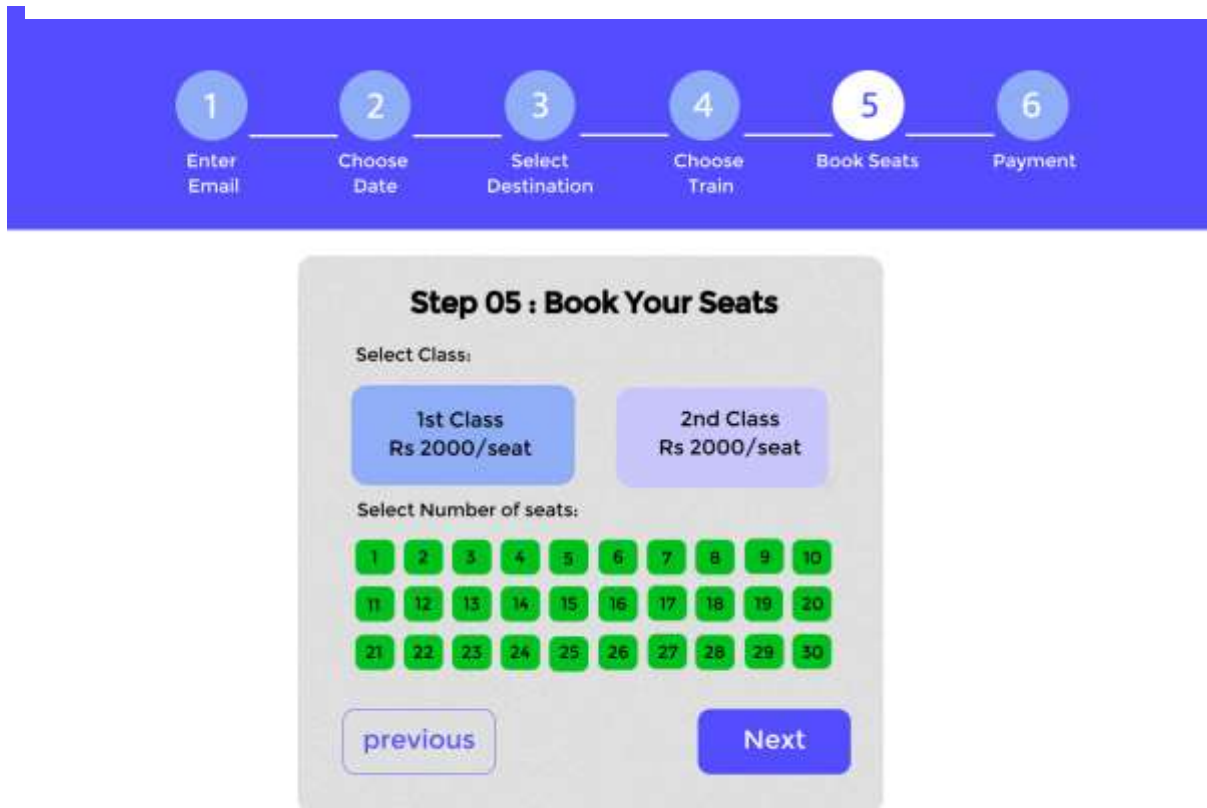 1 2 3 4 5 6
Enter Choose Select Choose Book Seats Payment
Email Date Destination Train
Step 05 : Book Your Seats
Select Class:
1st Class 2nd Class
Rs 2000/seat Rs 2000/seat
Select Number of seats:
1 2 3 4 5 6 7 8 9 10
11 12 13 14 15 16 17 18 19 20
21 22 23 24 25 26 27 28 29 30
previous Next